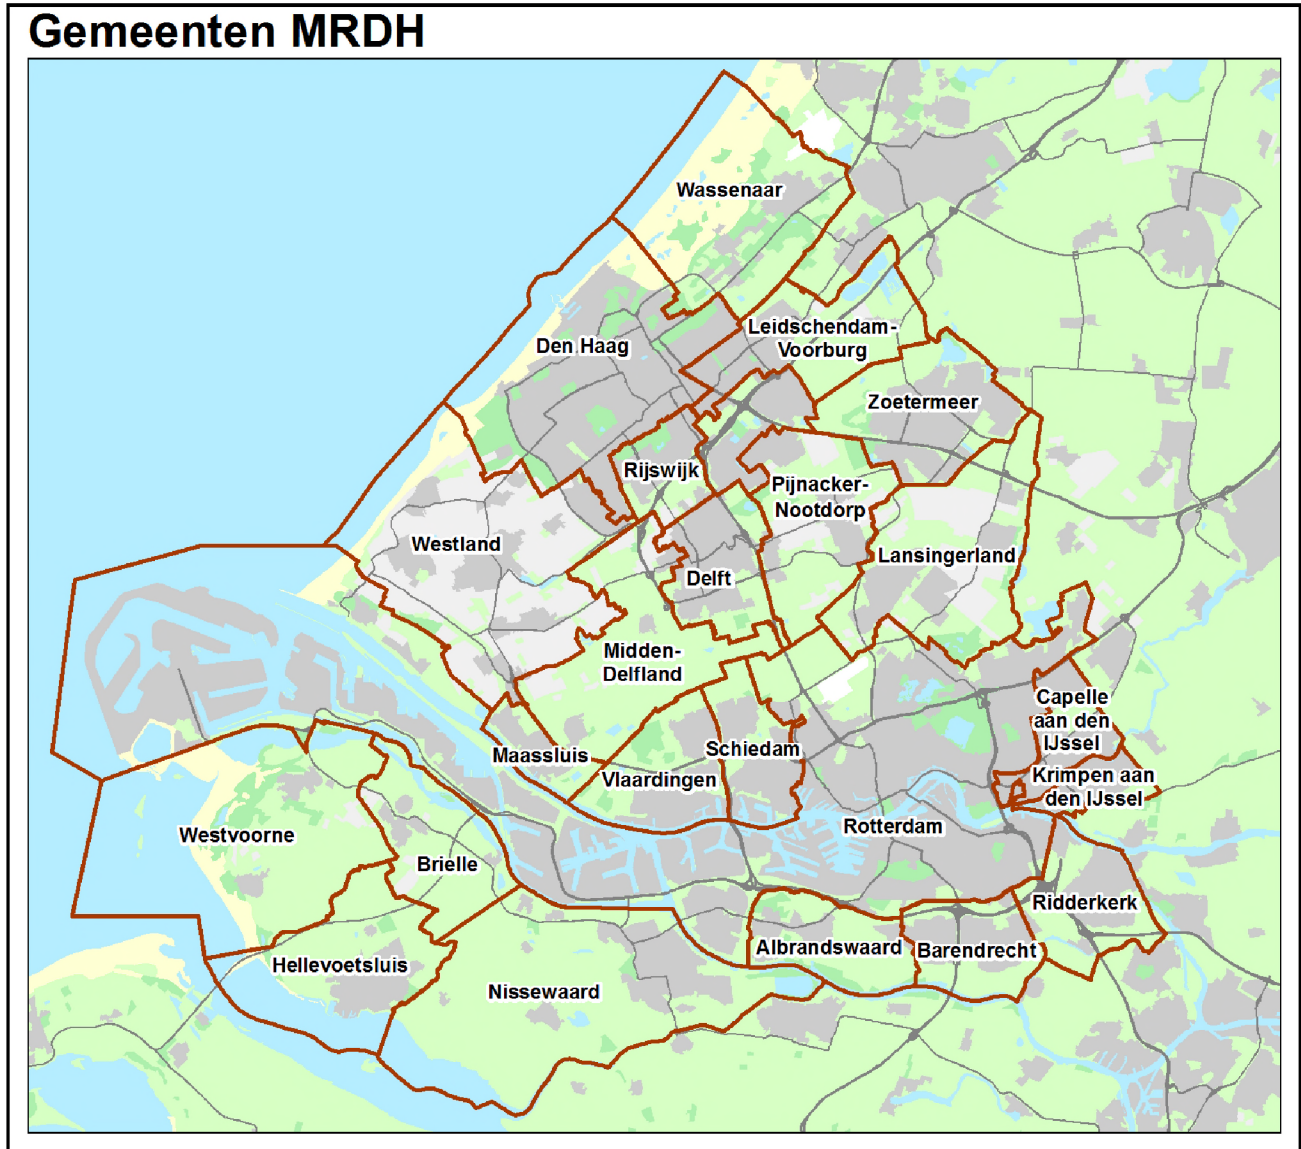 Gemeenten MRDH
Wassenaar
Leidschendam-
Voorburg
Den Haag
Zoetermeer
Rijswijk
Pijnacker-
Nootdorp
Westland
Lansingerland
Delft
Midden-
Delfland
Capelle
aan den
IJssel
Maassluis
Schiedam
Vlaardingen
Krimpen aan
den IJssel
Rotterdam
Westvoorne
Brielle
Ridderkerk
Albrandswaard
Barendrecht
Hellevoetsluis
Nissewaard